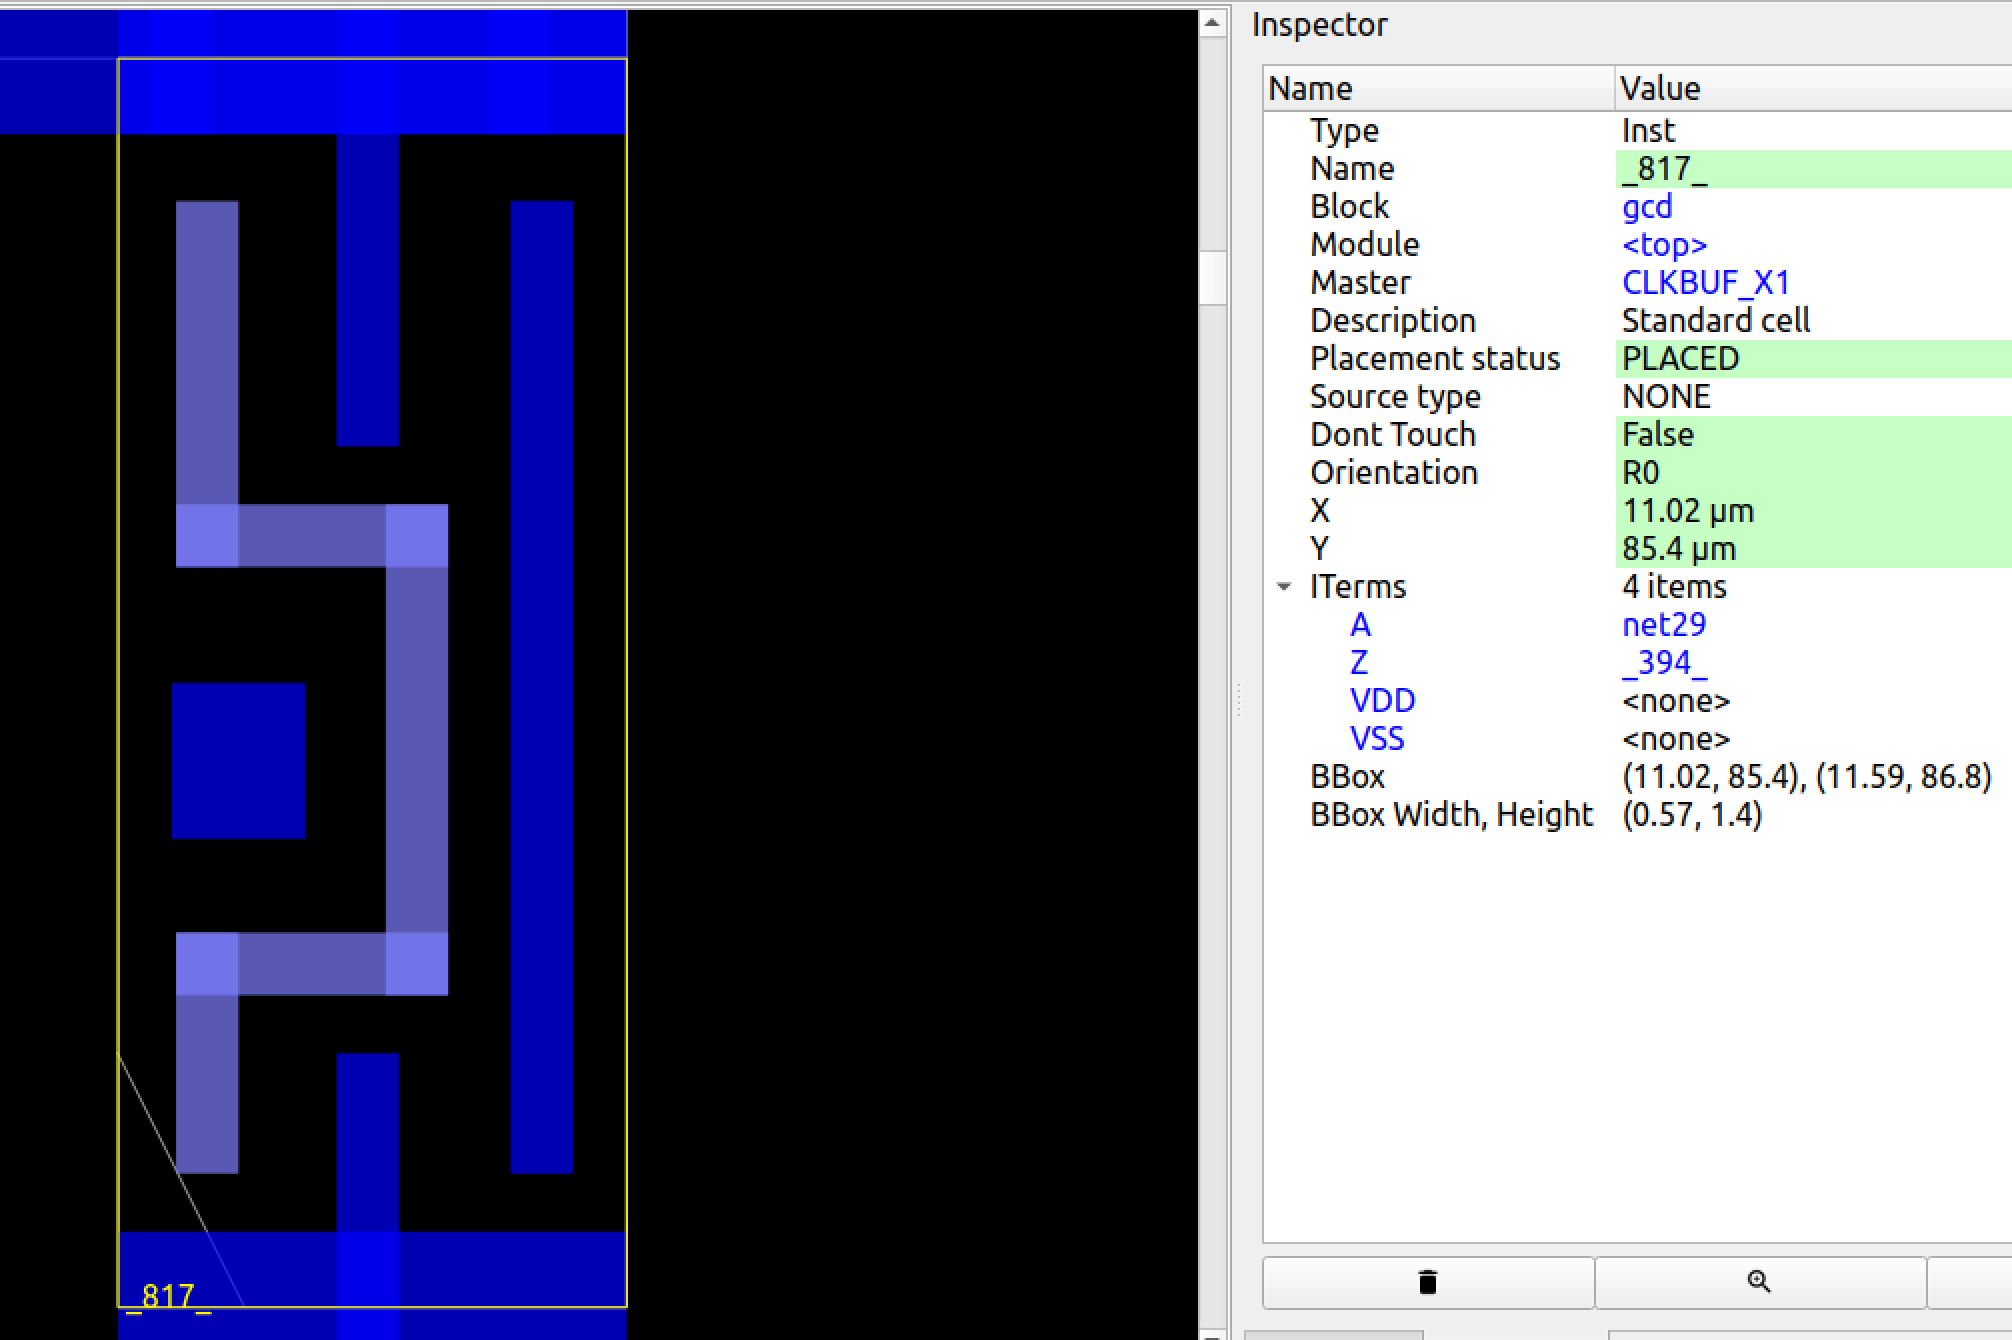 Inspector
Name Value
Type Inst
Name _817_
Block gcd
Module <top>
Master CLKBUF_X1
Description Standard cell
Placement status PLACED
Source type NONE
Dont Touch False
Orientation R0
X 11.02 μm
Y 85.4 μm
ITerms 4 items
A net29
Z _394_
VDD <none>
VSS <none>
BBox (11.02, 85.4), (11.59, 86.8)
BBox Width, Height (0.57, 1.4)
_817_